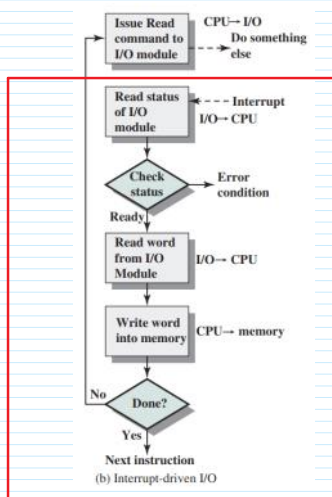 Issue Read
command to
I/O module
CPU→ I/O
Do something
else
Read status
of I/O
module
Interrupt
I/O→ CPU
Check
status
Error
condition
Ready
Read word
from I/O
Module
I/O→ CPU
Write word
into memory
CPU→ memory
No
Done?
Yes
Next instruction
(b) Interrupt-driven I/O